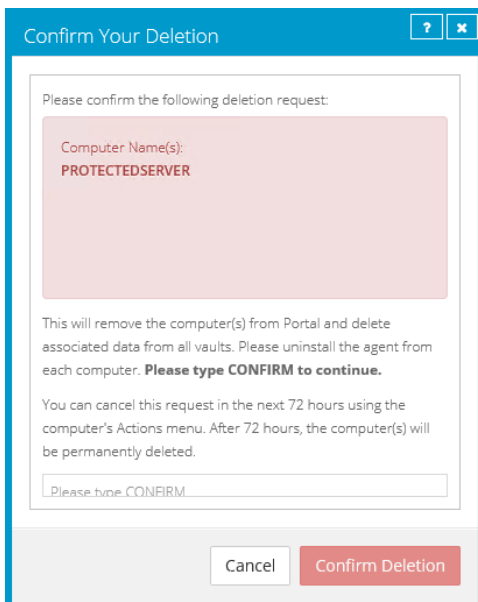 Confirm Your Deletion
? x
Please confirm the following deletion request:
Computer Name(s):
PROTECTEDSERVER
This will remove the computer(s) from Portal and delete
associated data from all vaults. Please uninstall the agent from
each computer. Please type CONFIRM to continue.
You can cancel this request in the next 72 hours using the
computer's Actions menu. After 72 hours, the computer(s) will
be permanently deleted.
Please type CONFIRM
Cancel Confirm Deletion